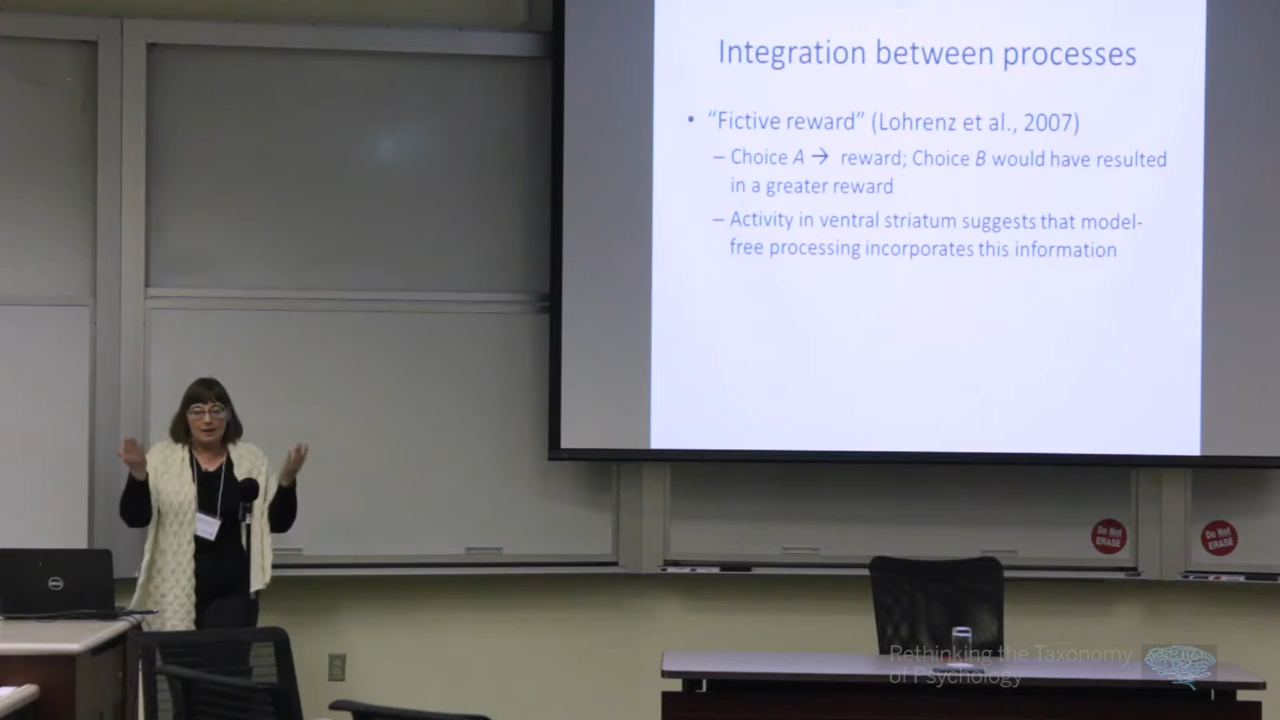 Integration between processes
• “Fictive reward” (Lohrenz et al., 2007)
– Choice A → reward; Choice B would have resulted
in a greater reward
– Activity in ventral striatum suggests that model-
free processing incorporates this information
Do Not
ERASE
Do Not
ERASE
DELL
Rethinking the Taxonomy
of Psychology